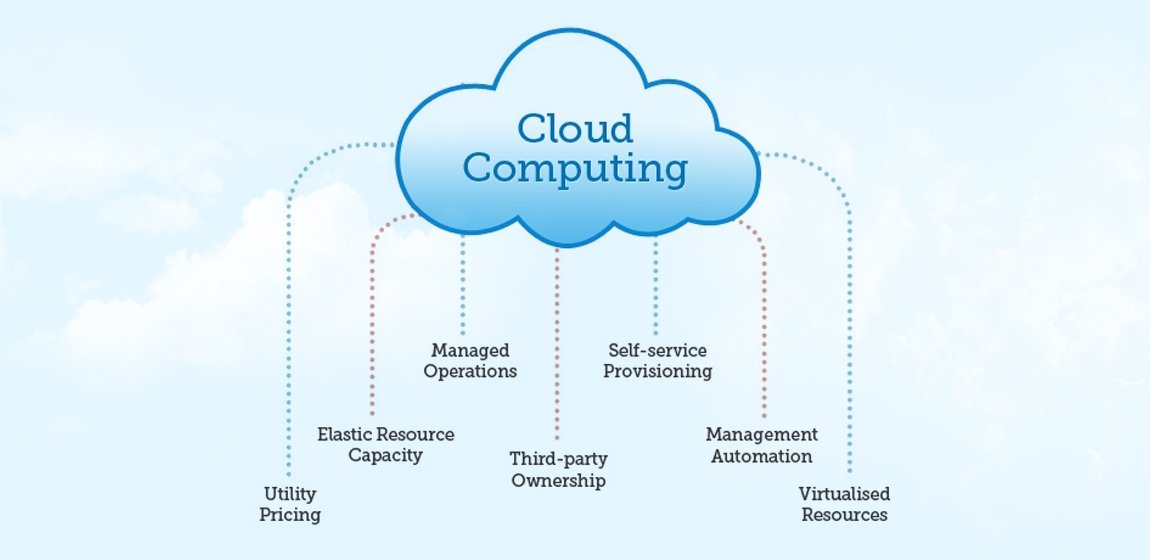 Cloud
Computing
Managed
Operations
Self-service
Provisioning
Elastic Resource
Capacity
Management
Automation
Third-party
Ownership
Utility
Pricing
Virtualised
Resources